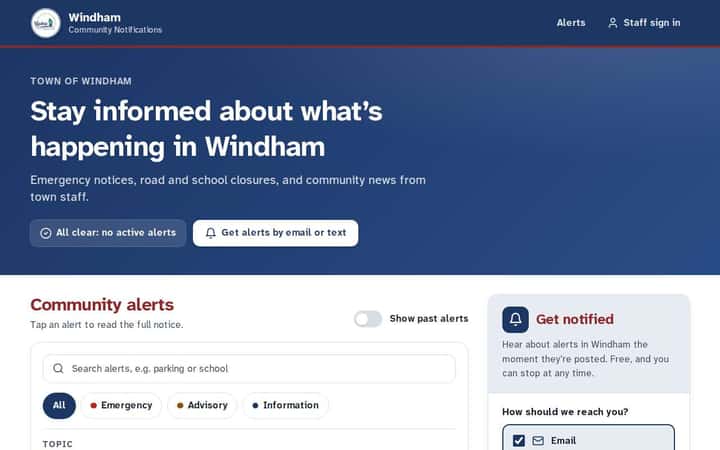 Windham
Community Notifications
Alerts
Staff sign in
TOWN OF WINDHAM
Stay informed about what’s
happening in Windham
Emergency notices, road and school closures, and community news from
town staff.
All clear: no active alerts
Get alerts by email or text
Community alerts
Tap an alert to read the full notice.
Show past alerts
Search alerts, e.g. parking or school
All
Emergency
Advisory
Information
TOPIC
Get notified
Hear about alerts in Windham the
moment they’re posted. Free, and you
can stop at any time.
How should we reach you?
Email